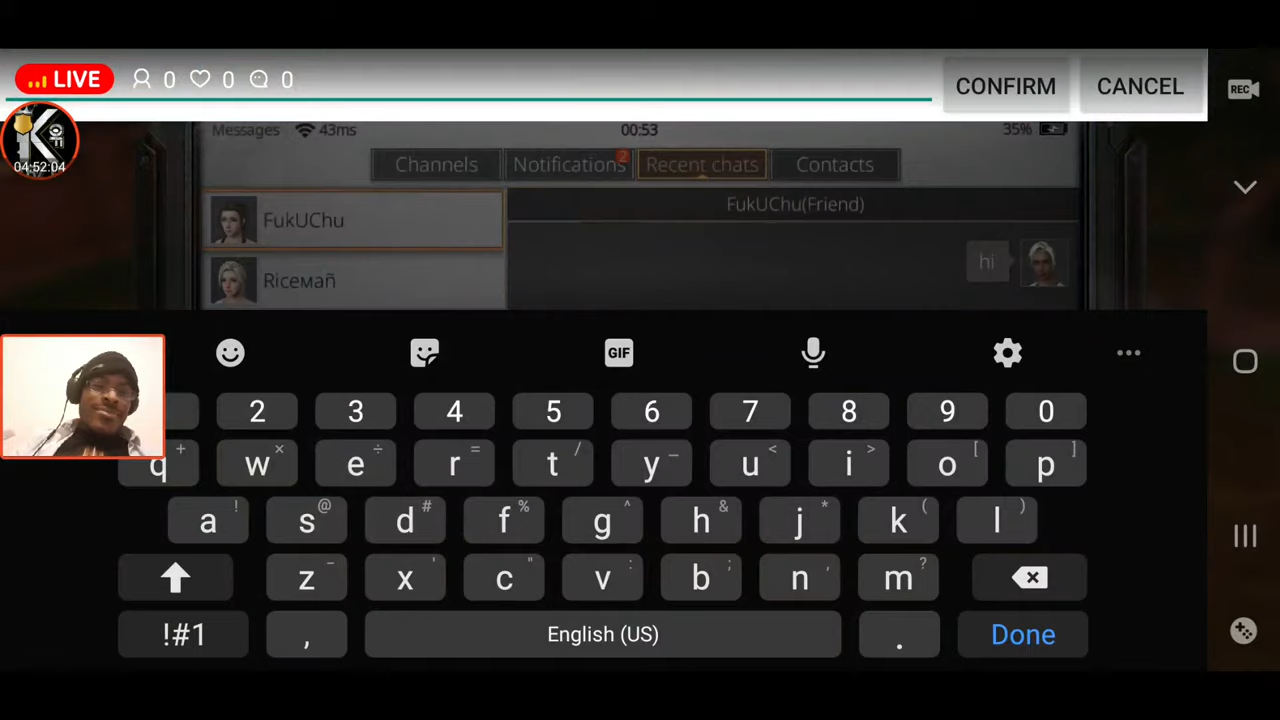 LIVE 0 0 0
CONFIRM CANCEL
REC
K OF
04:52:04
Messages 43ms 00:53 35%
Channels Notifications 2 Recent chats Contacts
FukUChu
FukUChu(Friend)
hi
Riceмañ
GIF
2 3 4 5 6 7 8 9 0
q + w × e ÷ r = t / y _ u < i > o [ p ]
a ! s @ d # f % g ^ h & j * k ( l )
z - x ' c " v : b ; n , m ?
!#1 , English (US) . Done